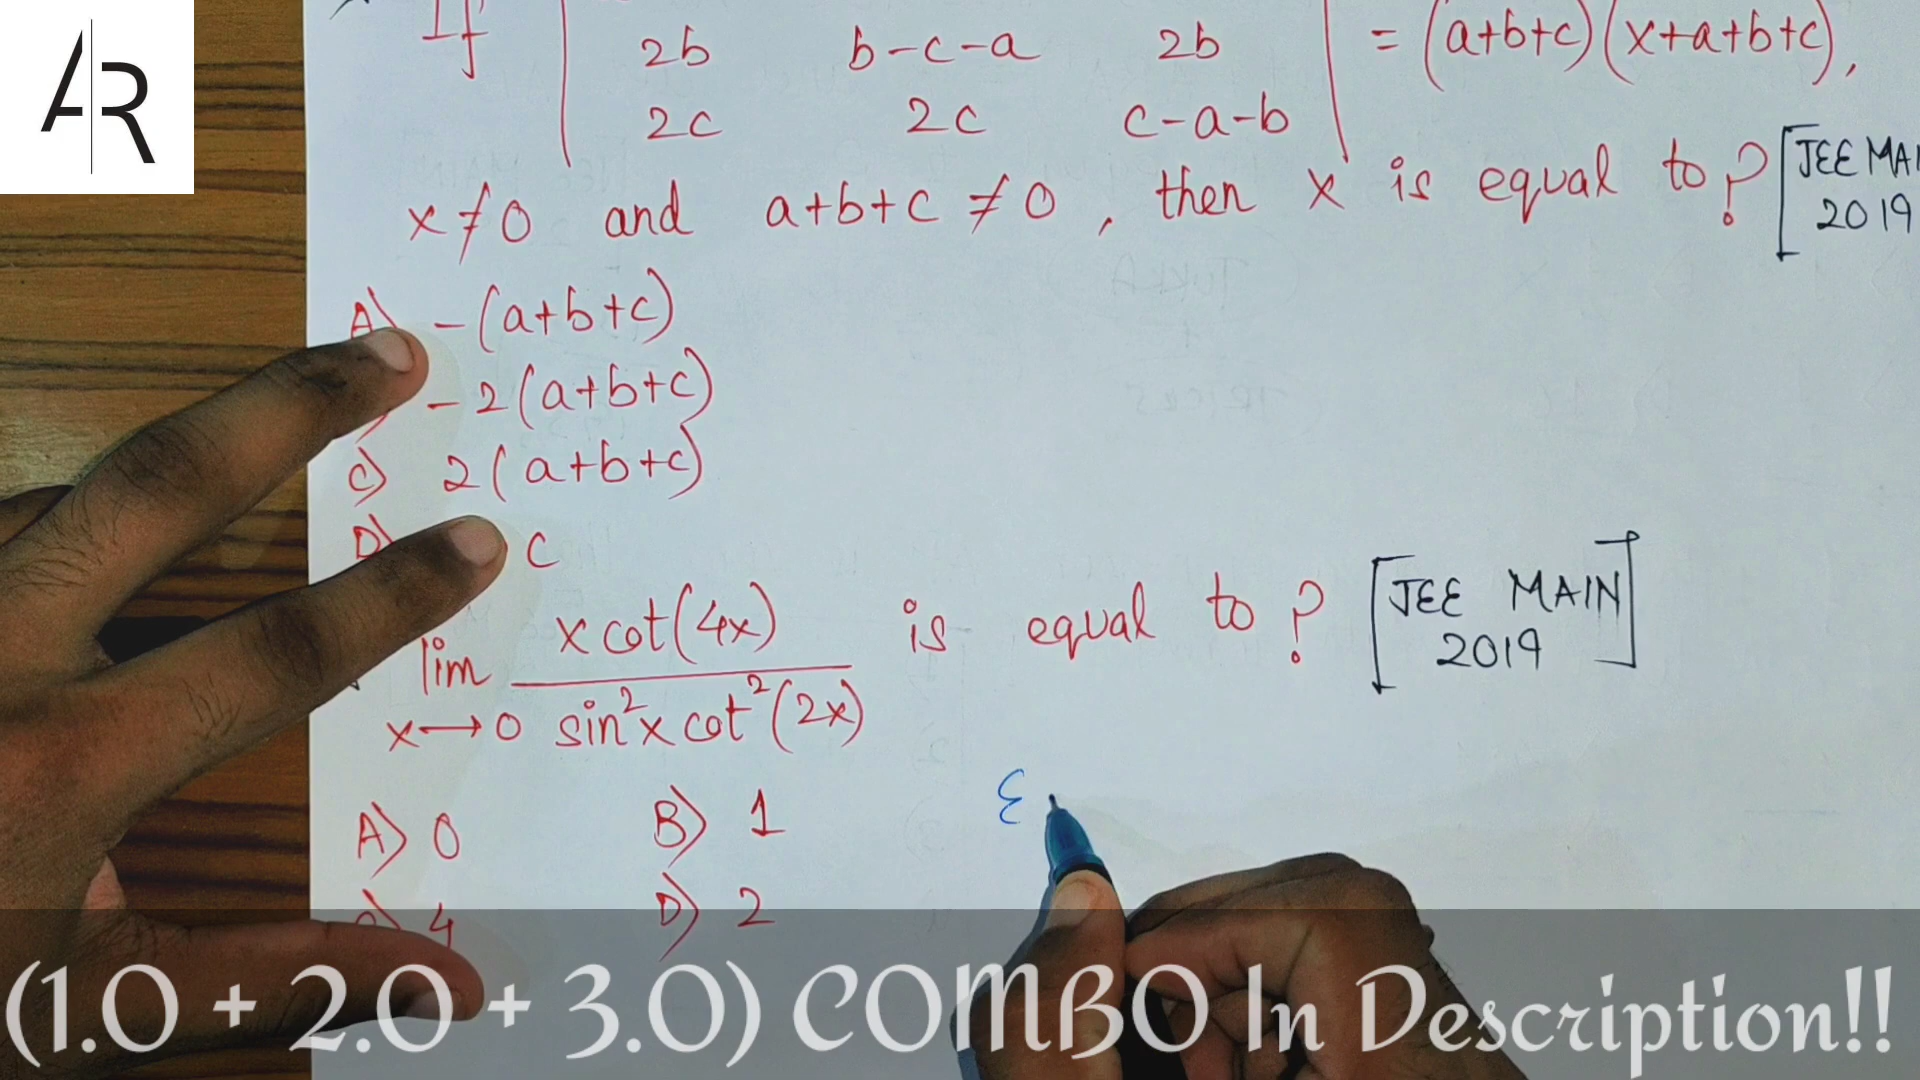 AR
If | 2b b-c-a 2b | = (a+b+c)(x+a+b+c),
2c 2c c-a-b
x≠0 and a+b+c ≠ 0, then x is equal to? [JEE MAI
2019
A) -(a+b+c)
-2(a+b+c)
C) 2(a+b+c)
D) c
lim x→0 x cot(4x) / sin²x cot²(2x) is equal to? [JEE MAIN 2019]
ε
A) 0 B) 1
4 D) 2
(1.0 + 2.0 + 3.0) COMBO In Description!!